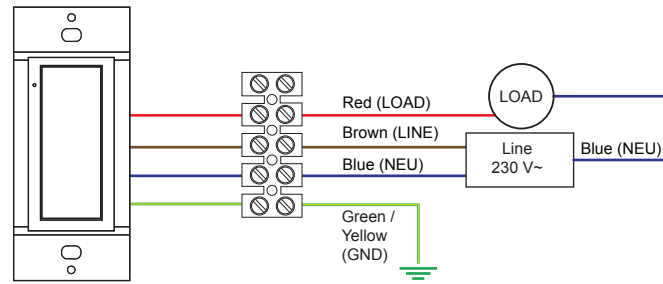 Red (LOAD)
LOAD
Brown (LINE)
Line
230 V~
Blue (NEU)
Blue (NEU)
Green /
Yellow
(GND)